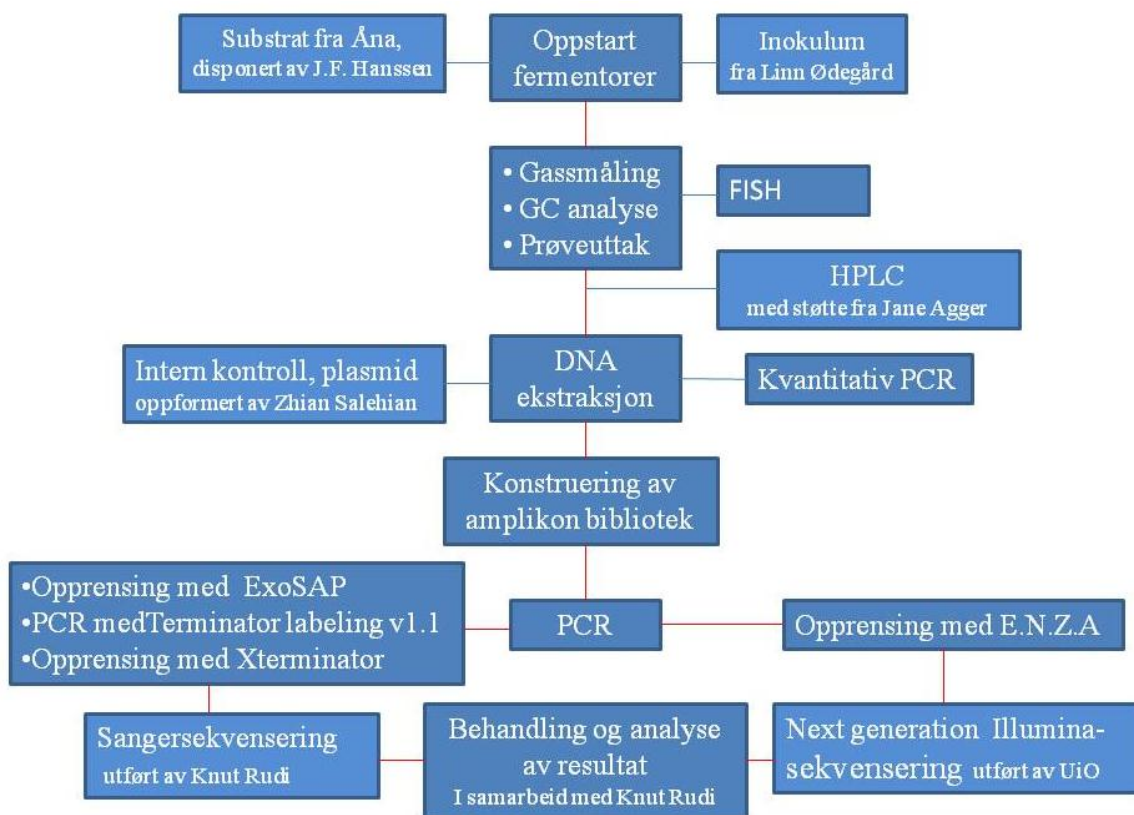 Substrat fra Åna,
disponert av J.F. Hanssen
Oppstart
fermentorer
Inokulum
fra Linn Ødegård
• Gassmåling
• GC analyse
• Prøveuttak
FISH
HPLC
med støtte fra Jane Agger
Intern kontroll, plasmid
oppformert av Zhian Salehian
DNA
ekstraksjon
Kvantitativ PCR
Konstruering av
amplikon bibliotek
•Opprensing med ExoSAP
•PCR medTerminator labeling v1.1
•Opprensing med Xterminator
PCR
Opprensing med E.N.Z.A
Sangersekvensering
utført av Knut Rudi
Behandling og analyse
av resultat
I samarbeid med Knut Rudi
Next generation Illumina-
sekvensering utført av UiO